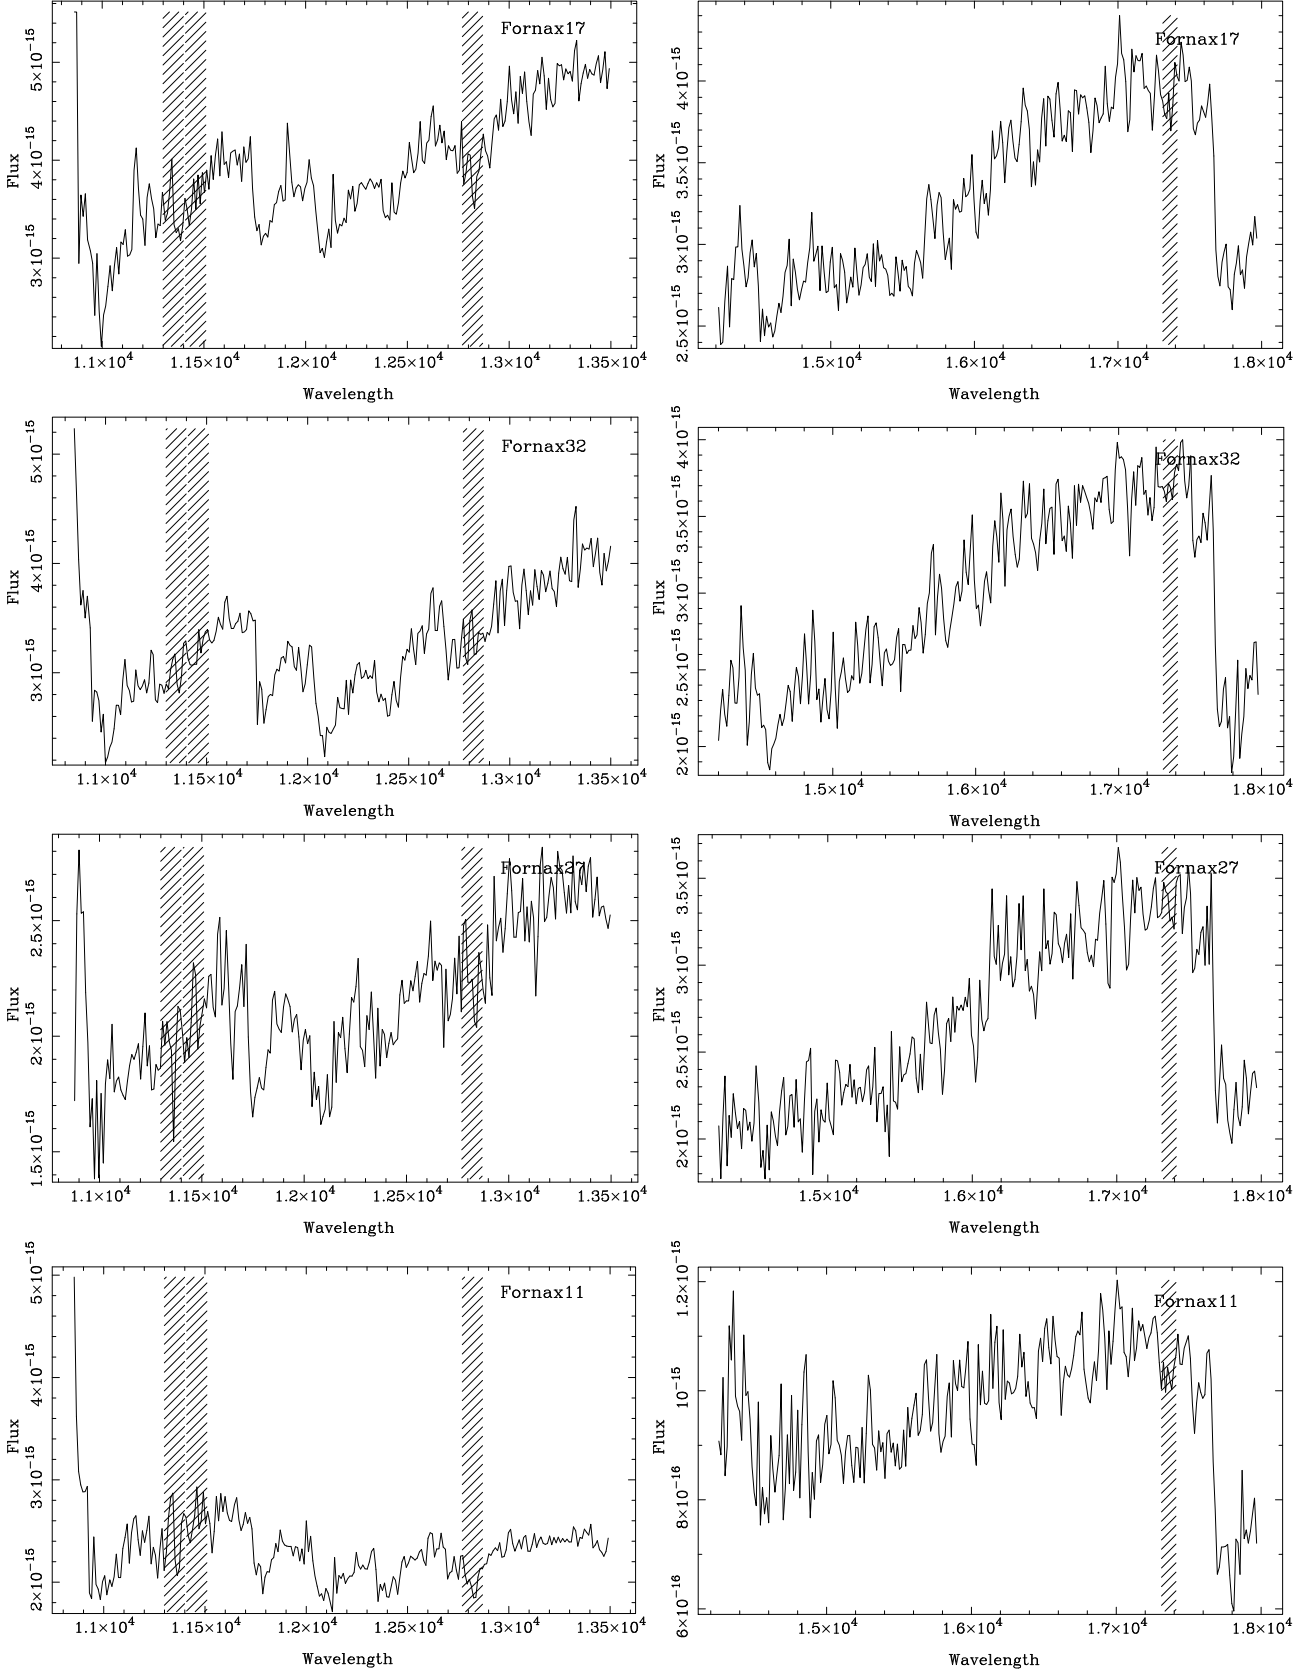 Fornax17
Flux
5×10⁻¹⁵
4×10⁻¹⁵
3×10⁻¹⁵
1.1×10⁴ 1.15×10⁴ 1.2×10⁴ 1.25×10⁴ 1.3×10⁴ 1.35×10⁴
Wavelength
Fornax17
Flux
4×10⁻¹⁵
3.5×10⁻¹⁵
3×10⁻¹⁵
2.5×10⁻¹⁵
1.5×10⁴ 1.6×10⁴ 1.7×10⁴ 1.8×10⁴
Wavelength
Fornax32
Flux
5×10⁻¹⁵
4×10⁻¹⁵
3×10⁻¹⁵
1.1×10⁴ 1.15×10⁴ 1.2×10⁴ 1.25×10⁴ 1.3×10⁴ 1.35×10⁴
Wavelength
Fornax32
Flux
4×10⁻¹⁵
3.5×10⁻¹⁵
3×10⁻¹⁵
2.5×10⁻¹⁵
2×10⁻¹⁵
1.5×10⁴ 1.6×10⁴ 1.7×10⁴ 1.8×10⁴
Wavelength
Fornax27
Flux
2.5×10⁻¹⁵
2×10⁻¹⁵
1.5×10⁻¹⁵
1.1×10⁴ 1.15×10⁴ 1.2×10⁴ 1.25×10⁴ 1.3×10⁴ 1.35×10⁴
Wavelength
Fornax27
Flux
3.5×10⁻¹⁵
3×10⁻¹⁵
2.5×10⁻¹⁵
2×10⁻¹⁵
1.5×10⁴ 1.6×10⁴ 1.7×10⁴ 1.8×10⁴
Wavelength
Fornax11
Flux
5×10⁻¹⁵
4×10⁻¹⁵
3×10⁻¹⁵
2×10⁻¹⁵
1.1×10⁴ 1.15×10⁴ 1.2×10⁴ 1.25×10⁴ 1.3×10⁴ 1.35×10⁴
Wavelength
Fornax11
Flux
1.2×10⁻¹⁵
10⁻¹⁵
8×10⁻¹⁶
6×10⁻¹⁶
1.5×10⁴ 1.6×10⁴ 1.7×10⁴ 1.8×10⁴
Wavelength